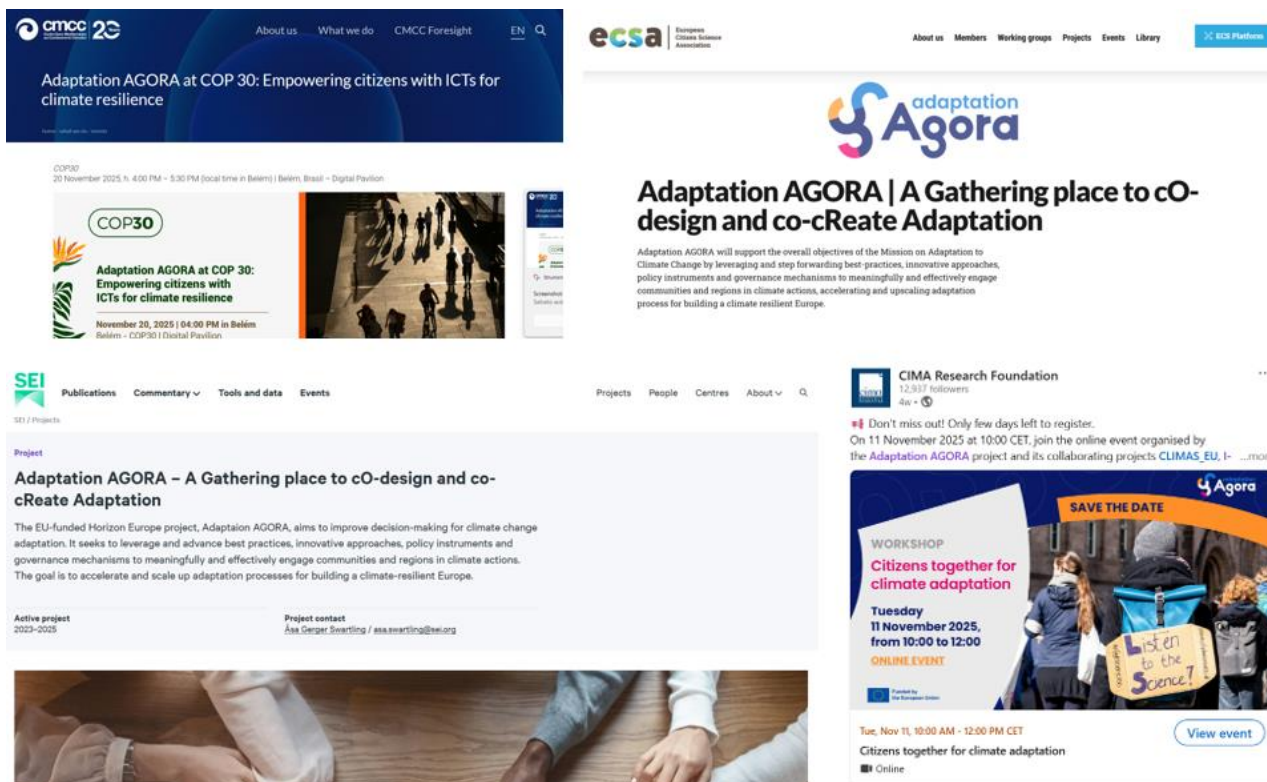 cmcc 20
About us What we do CMCC Foresight EN
Adaptation AGORA at COP 30: Empowering citizens with ICTs for
climate resilience
COP30
20 November 2025, h. 4:00 PM – 5:30 PM (local time in Belém) | Belém, Brasil – Digital Pavilion
COP30
Adaptation AGORA at COP 30:
Empowering citizens with
ICTs for climate resilience
November 20, 2025 | 04:00 PM in Belém
Belém - COP30 | Digital Pavilion
ecsa European
Citizen Science
Association
About us Members Working groups Projects Events Library ECS Platform
adaptation
Agora
Adaptation AGORA | A Gathering place to cO-
design and co-cReate Adaptation
Adaptation AGORA will support the overall objectives of the Mission on Adaptation to
Climate Change by leveraging and step forwarding best-practices, innovative approaches,
policy instruments and governance mechanisms to meaningfully and effectively engage
communities and regions in climate actions, accelerating and upscaling adaptation
process for building a climate resilient Europe.
SEI
Publications Commentary Tools and data Events Projects People Centres About
SEI / Projects
Project
Adaptation AGORA – A Gathering place to cO-design and co-
cReate Adaptation
The EU-funded Horizon Europe project, Adaptaion AGORA, aims to improve decision-making for climate change
adaptation. It seeks to leverage and advance best practices, innovative approaches, policy instruments and
governance mechanisms to meaningfully and effectively engage communities and regions in climate actions.
The goal is to accelerate and scale up adaptation processes for building a climate-resilient Europe.
Active project
2023–2025
Project contact
Åsa Gerger Swartling / asa.swartling@sei.org
cima
CIMA Research Foundation
12,937 followers
4w •
Don't miss out! Only few days left to register.
On 11 November 2025 at 10:00 CET, join the online event organised by
the Adaptation AGORA project and its collaborating projects CLIMAS_EU, I- ...mor
Agora
SAVE THE DATE
WORKSHOP
Citizens together for
climate adaptation
Tuesday
11 November 2025,
from 10:00 to 12:00
ONLINE EVENT
Listen
to the
Science?
Funded by
the European Union
Tue, Nov 11, 10:00 AM - 12:00 PM CET
View event
Citizens together for climate adaptation
Online